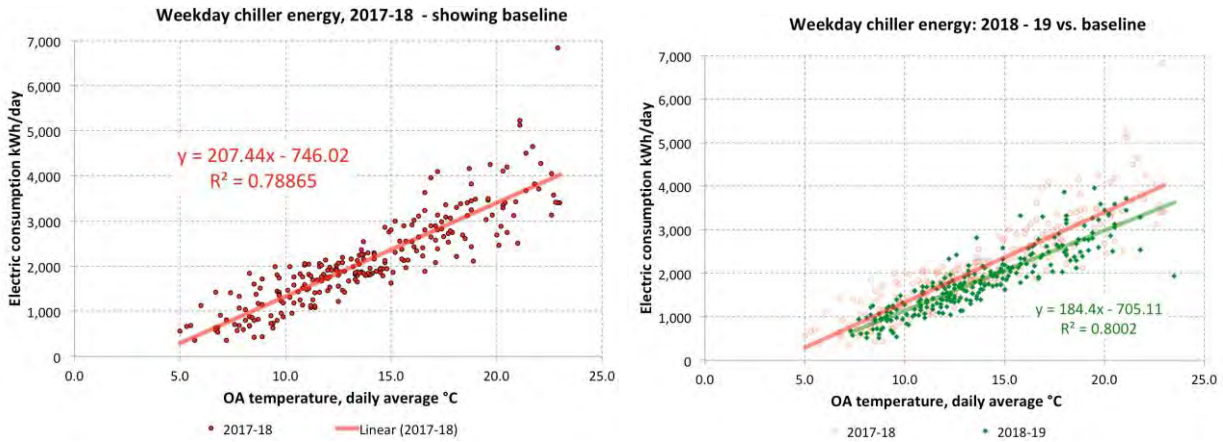 Weekday chiller energy, 2017-18 - showing baseline
Electric consumption kWh/day
7,000
6,000
5,000
4,000
3,000
2,000
1,000
0
y = 207.44x - 746.02
R² = 0.78865
0.0 5.0 10.0 15.0 20.0 25.0
OA temperature, daily average °C
2017-18 Linear (2017-18)
Weekday chiller energy: 2018 - 19 vs. baseline
Electric consumption kWh/day
7,000
6,000
5,000
4,000
3,000
2,000
1,000
0
y = 184.4x - 705.11
R² = 0.8002
0.0 5.0 10.0 15.0 20.0 25.0
OA temperature, daily average °C
2017-18 2018-19